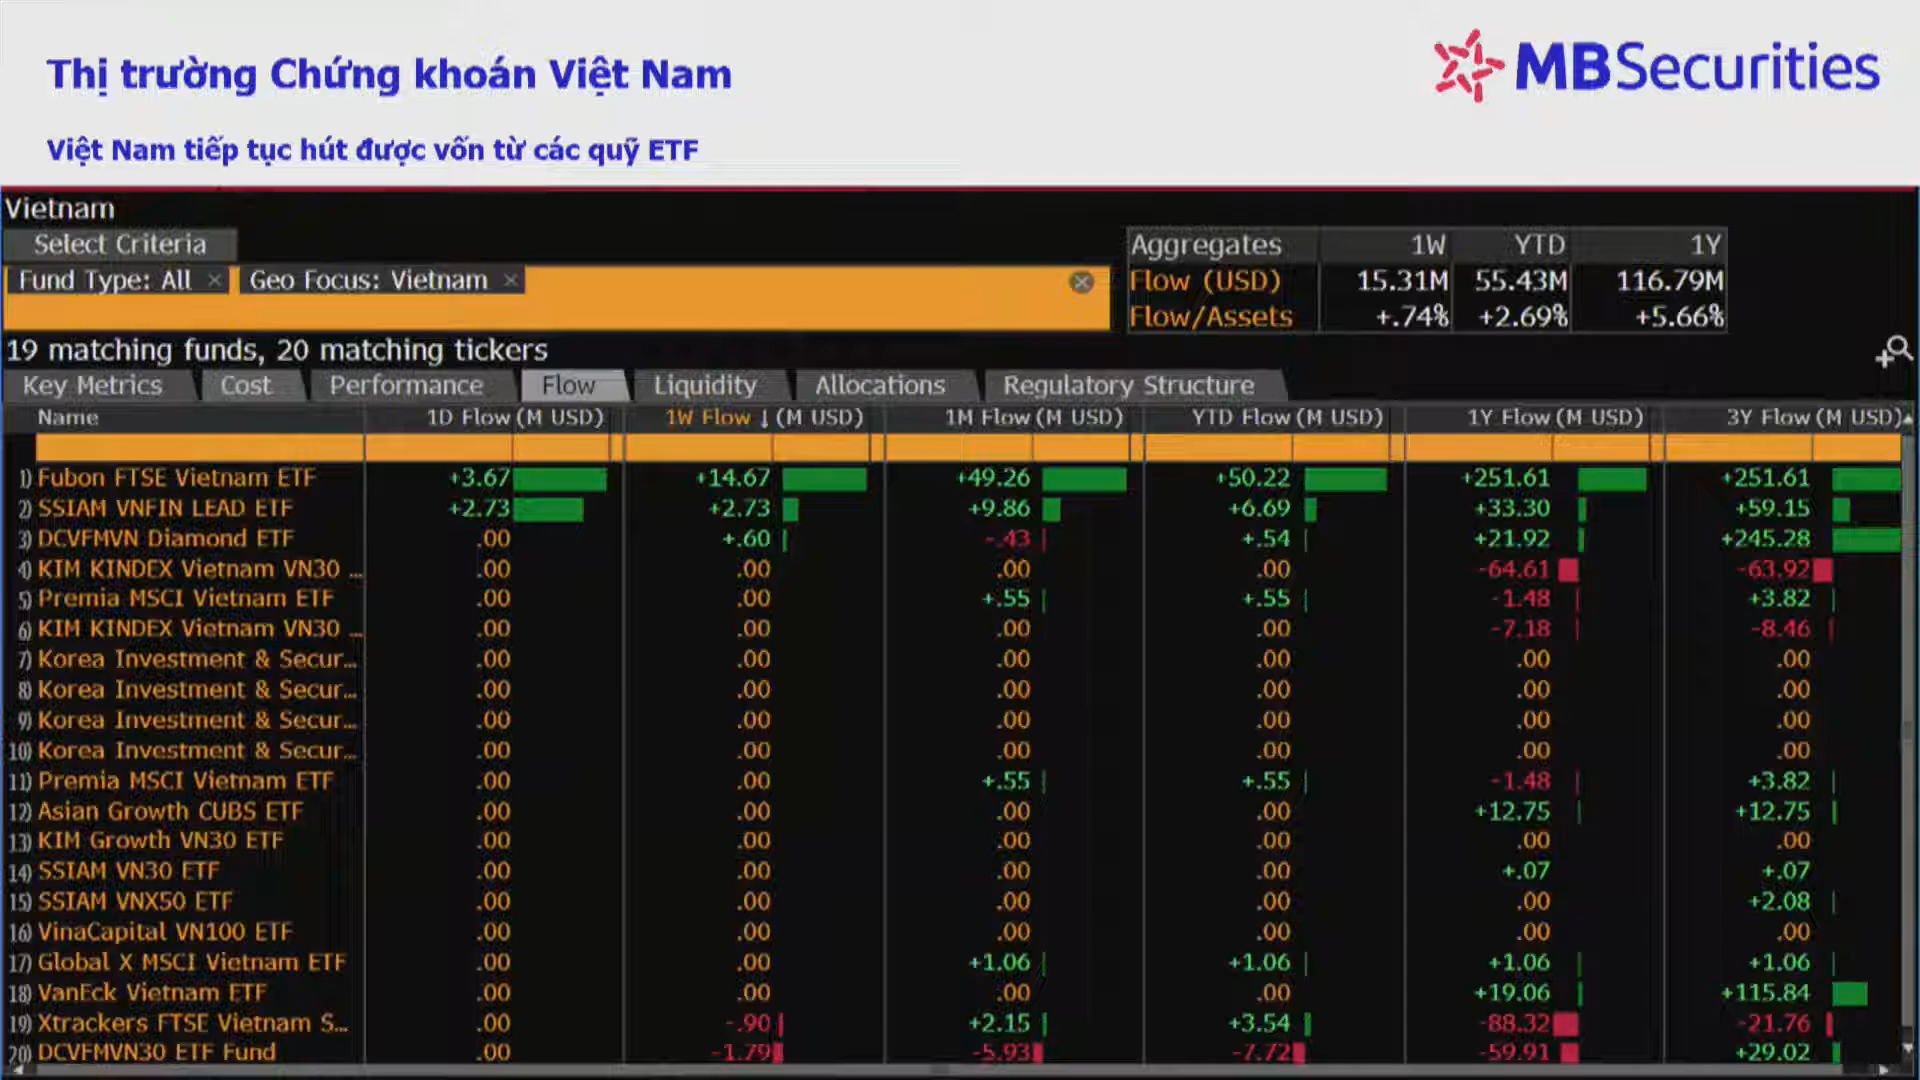 Thị trường Chứng khoán Việt Nam
MBSecurities
Việt Nam tiếp tục hút được vốn từ các quỹ ETF
Vietnam
Select Criteria
Fund Type: All × Geo Focus: Vietnam ×
Aggregates 1W YTD 1Y
Flow (USD) 15.31M 55.43M 116.79M
Flow/Assets +.74% +2.69% +5.66%
19 matching funds, 20 matching tickers
Key Metrics Cost Performance Flow Liquidity Allocations Regulatory Structure
Name 1D Flow (M USD) 1W Flow ↓ (M USD) 1M Flow (M USD) YTD Flow (M USD) 1Y Flow (M USD) 3Y Flow (M USD)
1) Fubon FTSE Vietnam ETF +3.67 +14.67 +49.26 +50.22 +251.61 +251.61
2) SSIAM VNFIN LEAD ETF +2.73 +2.73 +9.86 +6.69 +33.30 +59.15
3) DCVFMVN Diamond ETF .00 +.60 -.43 +.54 +21.92 +245.28
4) KIM KINDEX Vietnam VN30 … .00 .00 .00 .00 -64.61 -63.92
5) Premia MSCI Vietnam ETF .00 .00 +.55 +.55 -1.48 +3.82
6) KIM KINDEX Vietnam VN30 … .00 .00 .00 .00 -7.18 -8.46
7) Korea Investment & Secur… .00 .00 .00 .00 .00 .00
8) Korea Investment & Secur… .00 .00 .00 .00 .00 .00
9) Korea Investment & Secur… .00 .00 .00 .00 .00 .00
10) Korea Investment & Secur… .00 .00 .00 .00 .00 .00
11) Premia MSCI Vietnam ETF .00 .00 +.55 +.55 -1.48 +3.82
12) Asian Growth CUBS ETF .00 .00 .00 .00 +12.75 +12.75
13) KIM Growth VN30 ETF .00 .00 .00 .00 .00 .00
14) SSIAM VN30 ETF .00 .00 .00 .00 +.07 +.07
15) SSIAM VNX50 ETF .00 .00 .00 .00 .00 +2.08
16) VinaCapital VN100 ETF .00 .00 .00 .00 .00 .00
17) Global X MSCI Vietnam ETF .00 .00 +1.06 +1.06 +1.06 +1.06
18) VanEck Vietnam ETF .00 .00 .00 .00 +19.06 +115.84
19) Xtrackers FTSE Vietnam S… .00 -.90 +2.15 +3.54 -88.32 -21.76
20) DCVFMVN30 ETF Fund .00 -1.79 -5.93 -7.72 -59.91 +29.02